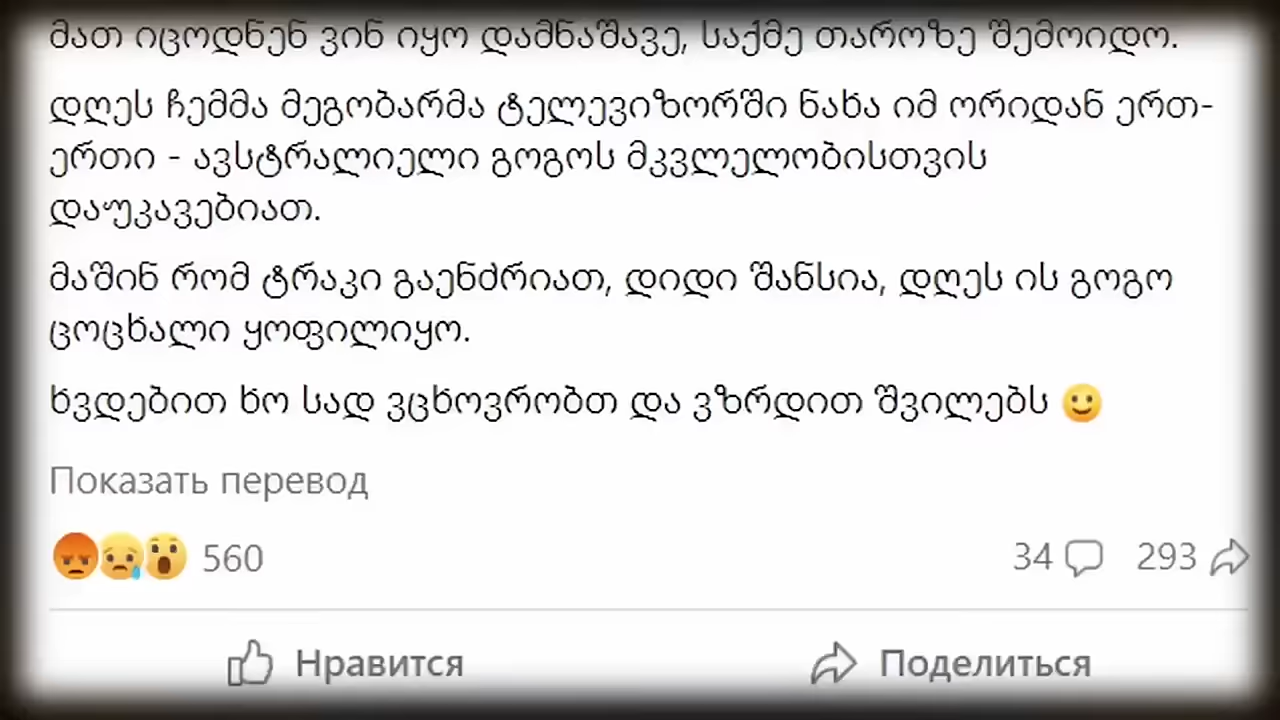 მათ იცოდნენ ვინ იყო დამნაშავე, საქმე თაროზე შემოიდო.
დღეს ჩემმა მეგობარმა ტელევიზორში ნახა იმ ორიდან ერთ-
ერთი - ავსტრალიელი გოგოს მკვლელობისთვის
დაუკავებიათ.
მაშინ რომ ტრაკი გაენძრიათ, დიდი შანსია, დღეს ის გოგო
ცოცხალი ყოფილიყო.
ხვდებით ხო სად ვცხოვრობთ და ვზრდით შვილებს 🙂
Показать перевод
560 34 293
Нравится Поделиться